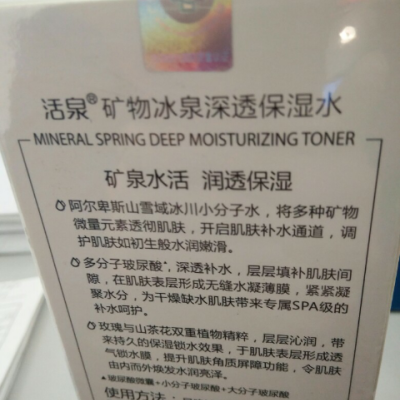 活泉®矿物冰泉深透保湿水
MINERAL SPRING DEEP MOISTURIZING TONER
矿泉水活 润透保湿
阿尔卑斯山雪域冰川小分子水，将多种矿物
微量元素透彻肌肤，开启肌肤补水通道，调
护肌肤如初生般水润嫩滑。
多分子玻尿酸▲，深透补水，层层填补肌肤间
隙，在肌肤表层形成无缝水凝薄膜，紧紧凝
聚水分，为干燥缺水肌肤带来专属SPA级的
补水呵护。
玫瑰与山茶花双重植物精粹，层层沁润，带
来持久的保湿锁水效果，于肌肤表层形成透
气锁水膜，提升肌肤角质屏障功能，令肌肤
由内而外焕发水润亮泽。
▲玻尿酸微囊+小分子玻尿酸+大分子玻尿酸
使用方法：